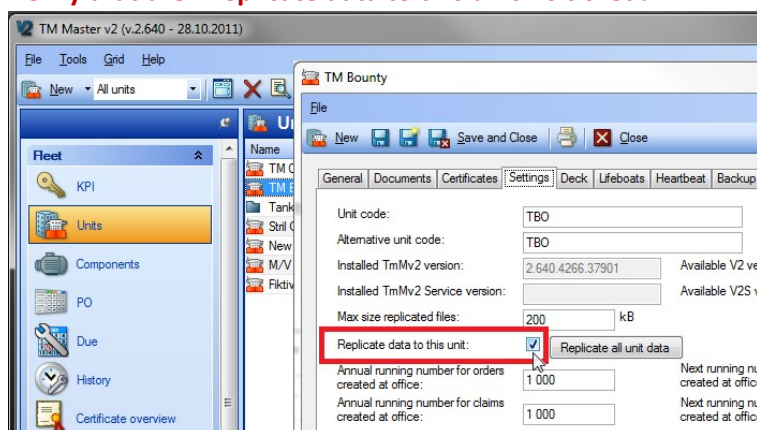 TM Master v2 (v.2.640 - 28.10.2011)
File Tools Grid Help
New All units
Fleet
KPI
Units
Components
PO
Due
History
Certificate overview
Name
Tank
New
M/V
Fiktiv
TM Bounty
File
New Save and Close Close
General Documents Certificates Settings Deck Lifeboats Heartbeat Backup
Unit code: TBO
Alternative unit code: TBO
Installed TmMv2 version: 2.640.4266.37901 Available V2
Installed TmMv2 Service version: Available V2S
Max size replicated files: 200 kB
Replicate data to this unit: Replicate all unit data
Annual running number for orders Next running
created at office: 1 000 created at
Annual running number for claims Next running
created at office: 1 000 created at